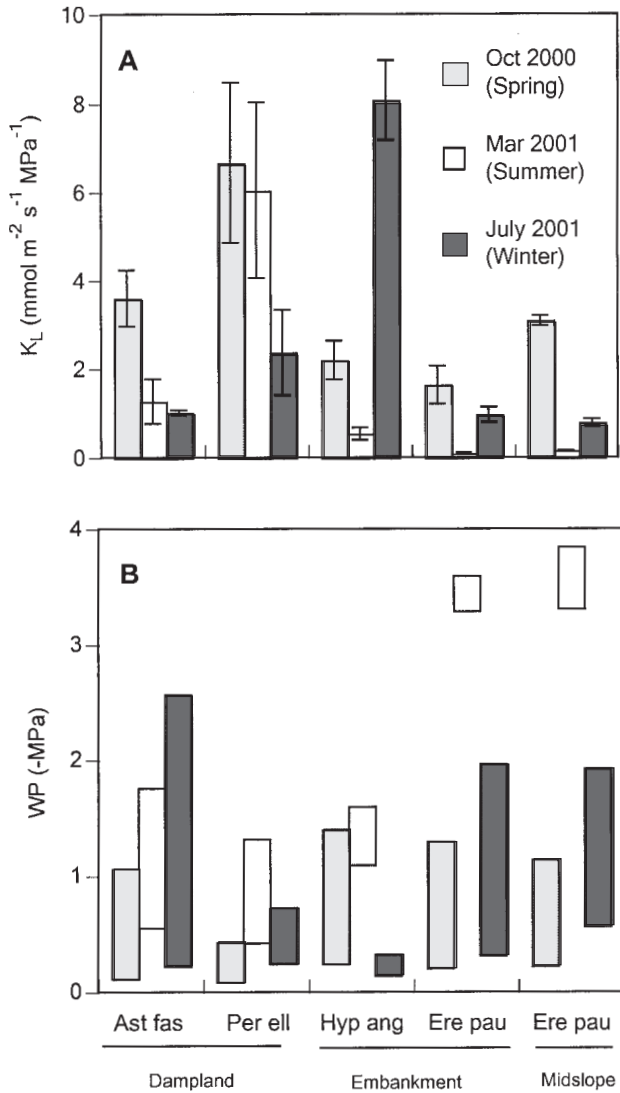 10
8
6
4
2
0
K_L (mmol m⁻² s⁻¹ MPa⁻¹)
A
Oct 2000
(Spring)
Mar 2001
(Summer)
July 2001
(Winter)
4
3
2
1
0
WP (-MPa)
B
Ast fas Per ell Hyp ang Ere pau Ere pau
Dampland Embankment Midslope